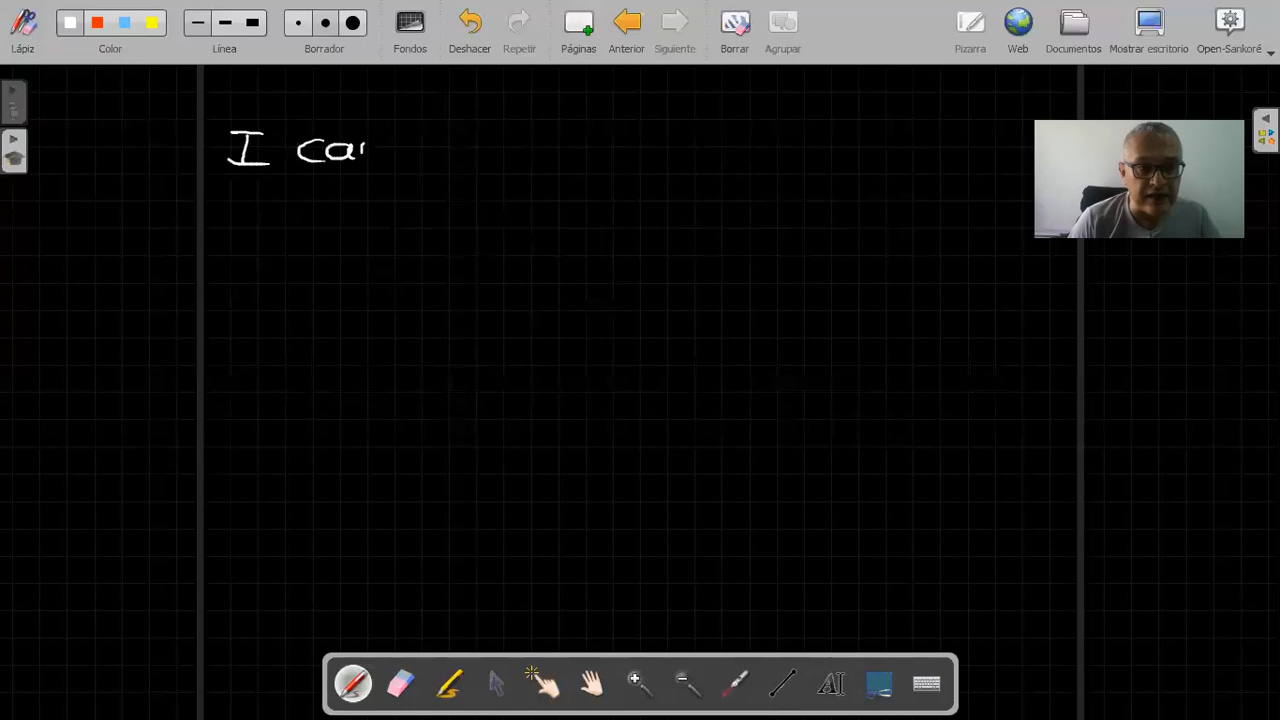 Lápiz Color Línea Borrador Fondos Deshacer Repetir Páginas Anterior Siguiente Borrar Agrupar Pizarra Web Documentos Mostrar escritorio Open-Sankoré
I ca